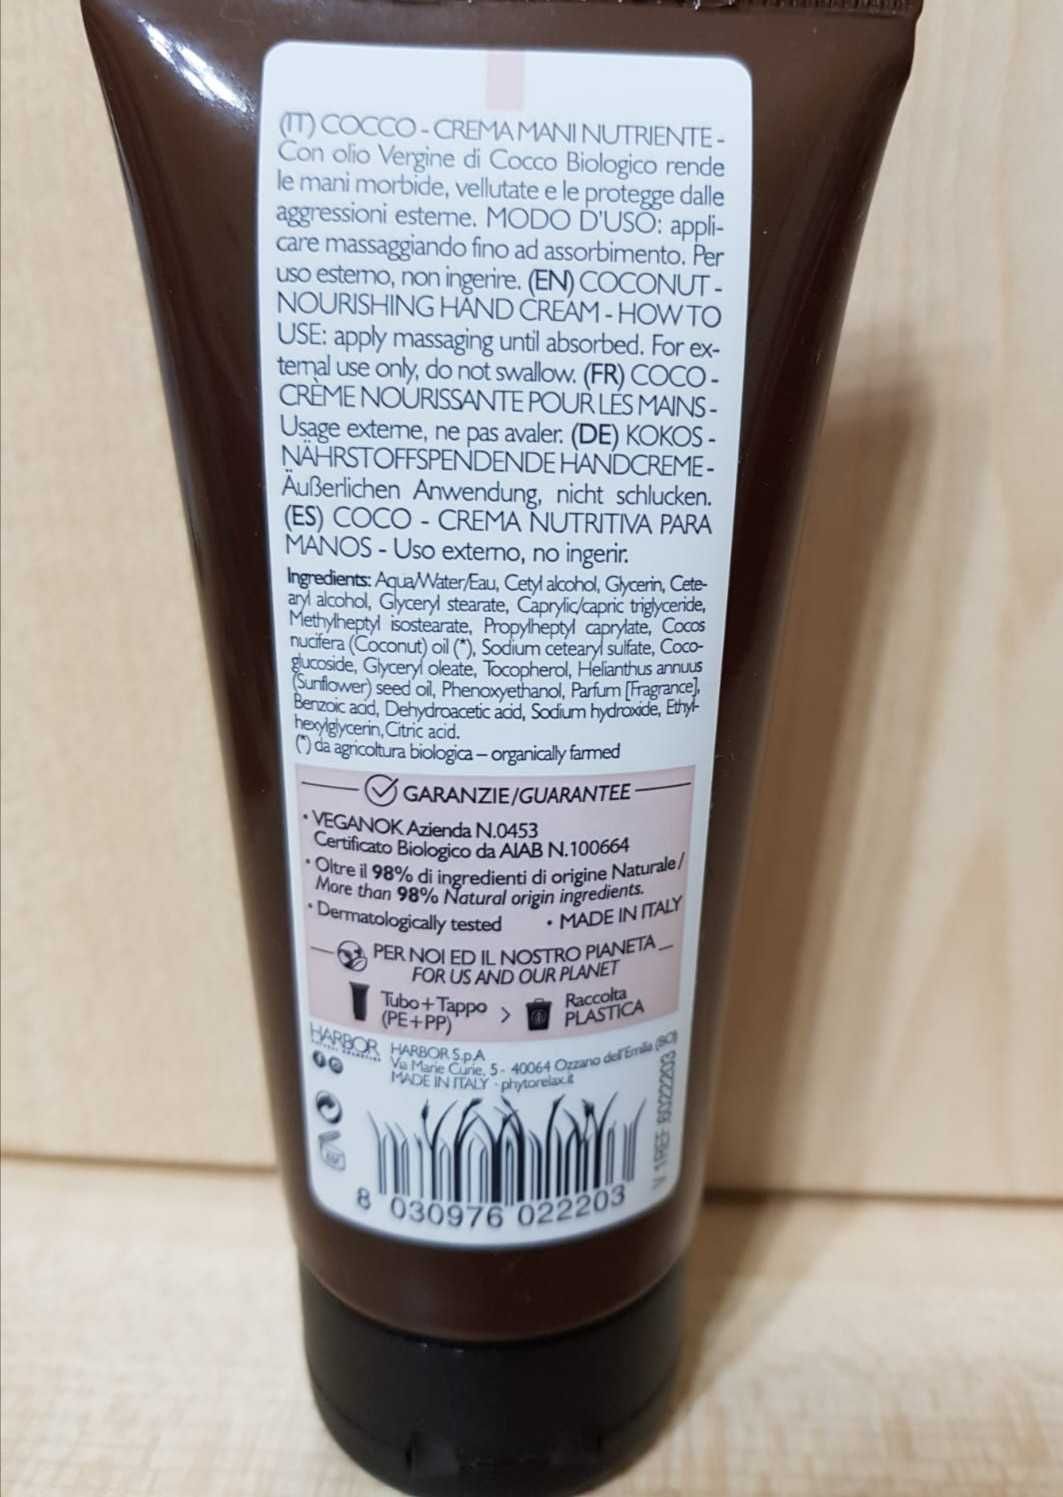 (IT) COCCO - CREMA MANI NUTRIENTE -
Con olio Vergine di Cocco Biologico rende
le mani morbide, vellutate e le protegge dalle
aggressioni esterne. MODO D'USO: appli-
care massaggiando fino ad assorbimento. Per
uso esterno, non ingerire. (EN) COCONUT -
NOURISHING HAND CREAM - HOW TO
USE: apply massaging until absorbed. For ex-
ternal use only, do not swallow. (FR) COCO -
CRÈME NOURISSANTE POUR LES MAINS -
Usage externe, ne pas avaler. (DE) KOKOS -
NÄHRSTOFFSPENDENDE HANDCREME -
Äußerlichen Anwendung, nicht schlucken.
(ES) COCO - CREMA NUTRITIVA PARA
MANOS - Uso externo, no ingerir.
Ingredients: Aqua/Water/Eau, Cetyl alcohol, Glycerin, Cete-
aryl alcohol, Glyceryl stearate, Caprylic/capric triglyceride,
Methylheptyl isostearate, Propylheptyl caprylate, Cocos
nucifera (Coconut) oil (*), Sodium cetearyl sulfate, Coco-
glucoside, Glyceryl oleate, Tocopherol, Helianthus annuus
(Sunflower) seed oil, Phenoxyethanol, Parfum [Fragrance],
Benzoic acid, Dehydroacetic acid, Sodium hydroxide, Ethyl-
hexylglycerin, Citric acid.
(*) da agricoltura biologica – organically farmed
GARANZIE/GUARANTEE
• VEGANOK Azienda N.0453
Certificato Biologico da AIAB N.100664
• Oltre il 98% di ingredienti di origine Naturale/
More than 98% Natural origin ingredients.
• Dermatologically tested • MADE IN ITALY
PER NOI ED IL NOSTRO PIANETA
FOR US AND OUR PLANET
Tubo+Tappo > Raccolta
(PE+PP) PLASTICA
HARBOR
HARBOR S.p.A
Via Marie Curie, 5 - 40064 Ozzano dell'Emilia (BO)
MADE IN ITALY - phytorelax.it
V 1 REF 6022203
8 030976 022203